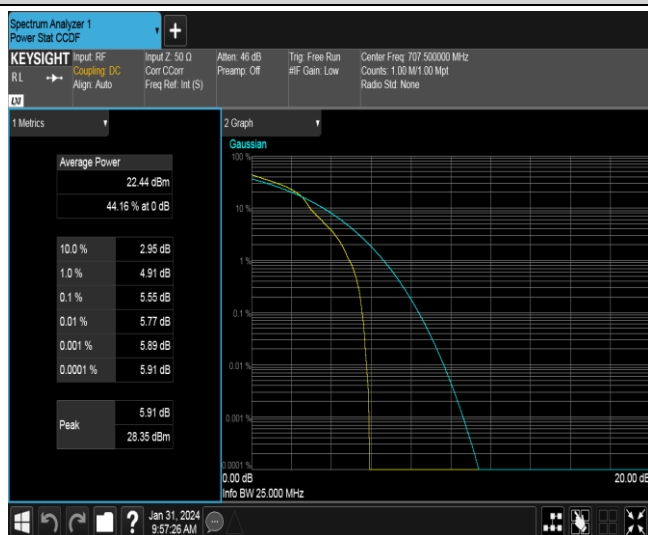 Spectrum Analyzer 1
Power Stat CCDF
+
KEYSIGHT
RL
LXI
Input: RF
Coupling: DC
Align: Auto
Input Z: 50 Ω
Corr CCorr
Freq Ref: Int (S)
Atten: 46 dB
Preamp: Off
Trig: Free Run
#IF Gain: Low
Center Freq: 707.500000 MHz
Counts: 1.00 M/1.00 Mpt
Radio Std: None
1 Metrics
Average Power
22.44 dBm
44.16 % at 0 dB
10.0 % 2.95 dB
1.0 % 4.91 dB
0.1 % 5.55 dB
0.01 % 5.77 dB
0.001 % 5.89 dB
0.0001 % 5.91 dB
Peak
5.91 dB
28.35 dBm
2 Graph
Gaussian
100 %
10 %
1 %
0.1 %
0.01 %
0.001 %
0.0001 %
0.00 dB
20.00 dB
Info BW 25.000 MHz
?
Jan 31, 2024
9:57:26 AM